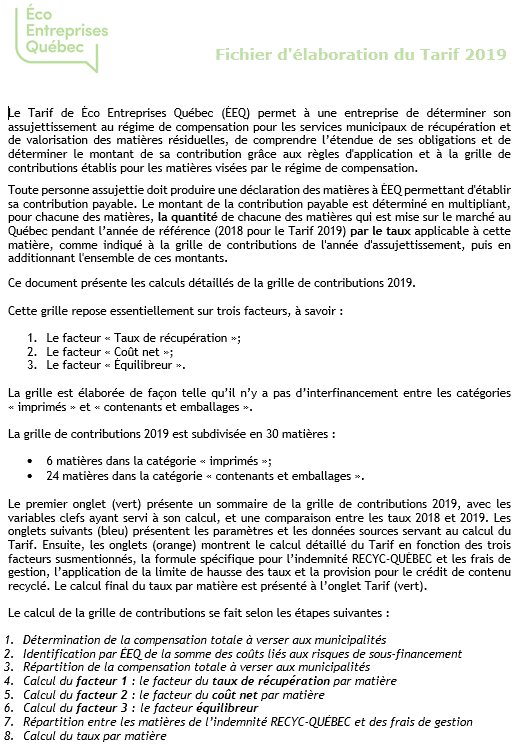 Éco
Entreprises
Québec
Fichier d'élaboration du Tarif 2019
Le Tarif de Éco Entreprises Québec (ÉEQ) permet à une entreprise de déterminer son
assujettissement au régime de compensation pour les services municipaux de récupération et
de valorisation des matières résiduelles, de comprendre l'étendue de ses obligations et de
déterminer le montant de sa contribution grâce aux règles d'application et à la grille de
contributions établis pour les matières visées par le régime de compensation.
Toute personne assujettie doit produire une déclaration des matières à ÉEQ permettant d'établir
sa contribution payable. Le montant de la contribution payable est déterminé en multipliant,
pour chacune des matières, la quantité de chacune des matières qui est mise sur le marché au
Québec pendant l'année de référence (2018 pour le Tarif 2019) par le taux applicable à cette
matière, comme indiqué à la grille de contributions de l'année d'assujettissement, puis en
additionnant l'ensemble de ces montants.
Ce document présente les calculs détaillés de la grille de contributions 2019.
Cette grille repose essentiellement sur trois facteurs, à savoir :
1. Le facteur « Taux de récupération »;
2. Le facteur « Coût net »;
3. Le facteur « Équilibreur ».
La grille est élaborée de façon telle qu'il n'y a pas d'interfinancement entre les catégories
« imprimés » et « contenants et emballages ».
La grille de contributions 2019 est subdivisée en 30 matières :
• 6 matières dans la catégorie « imprimés »;
• 24 matières dans la catégorie « contenants et emballages ».
Le premier onglet (vert) présente un sommaire de la grille de contributions 2019, avec les
variables clefs ayant servi à son calcul, et une comparaison entre les taux 2018 et 2019. Les
onglets suivants (bleu) présentent les paramètres et les données sources servant au calcul du
Tarif. Ensuite, les onglets (orange) montrent le calcul détaillé du Tarif en fonction des trois
facteurs susmentionnés, la formule spécifique pour l'indemnité RECYC-QUÉBEC et les frais de
gestion, l'application de la limite de hausse des taux et la provision pour le crédit de contenu
recyclé. Le calcul final du taux par matière est présenté à l'onglet Tarif (vert).
Le calcul de la grille de contributions se fait selon les étapes suivantes :
1. Détermination de la compensation totale à verser aux municipalités
2. Identification par ÉEQ de la somme des coûts liés aux risques de sous-financement
3. Répartition de la compensation totale à verser aux municipalités
4. Calcul du facteur 1 : le facteur du taux de récupération par matière
5. Calcul du facteur 2 : le facteur du coût net par matière
6. Calcul du facteur 3 : le facteur équilibreur
7. Répartition entre les matières de l'indemnité RECYC-QUÉBEC et des frais de gestion
8. Calcul du taux par matière